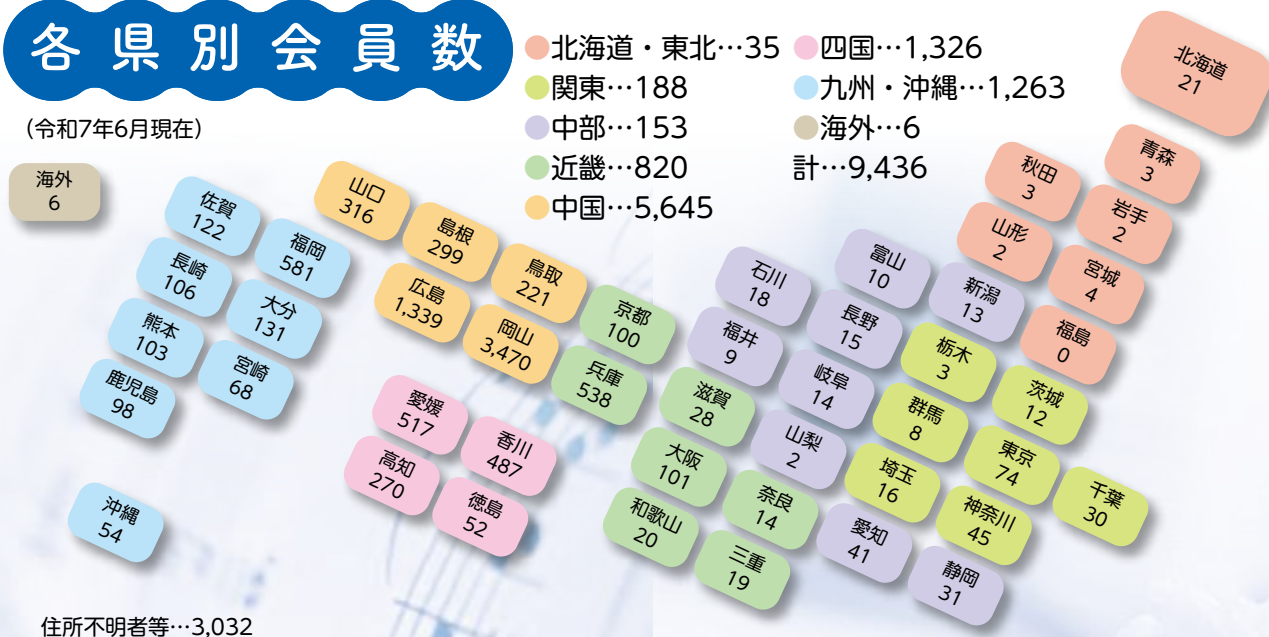 各県別会員数
(令和7年6月現在)
北海道・東北…35
関東…188
中部…153
近畿…820
中国…5,645
四国…1,326
九州・沖縄…1,263
海外…6
計…9,436
海外
6
佐賀
122
福岡
581
長崎
106
大分
131
熊本
103
宮崎
68
鹿児島
98
沖縄
54
山口
316
島根
299
鳥取
221
広島
1,339
岡山
3,470
愛媛
517
香川
487
高知
270
徳島
52
京都
100
兵庫
538
滋賀
28
大阪
101
奈良
14
和歌山
20
三重
19
石川
18
富山
10
新潟
13
福井
9
長野
15
岐阜
14
山梨
2
愛知
41
静岡
31
栃木
3
茨城
12
群馬
8
東京
74
埼玉
16
千葉
30
神奈川
45
北海道
21
青森
3
秋田
3
岩手
2
山形
2
宮城
4
福島
0
住所不明者等…3,032